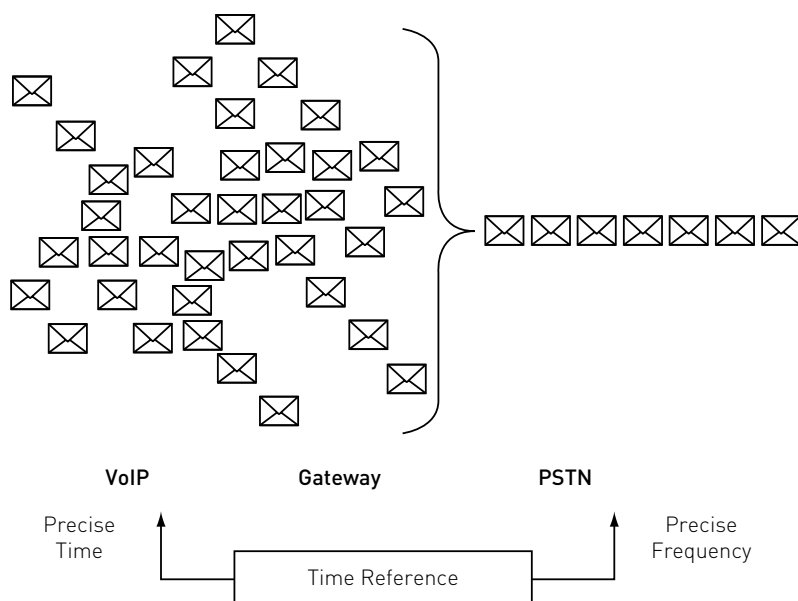 VoIP
Gateway
PSTN
Precise
Time
Time Reference
Precise
Frequency